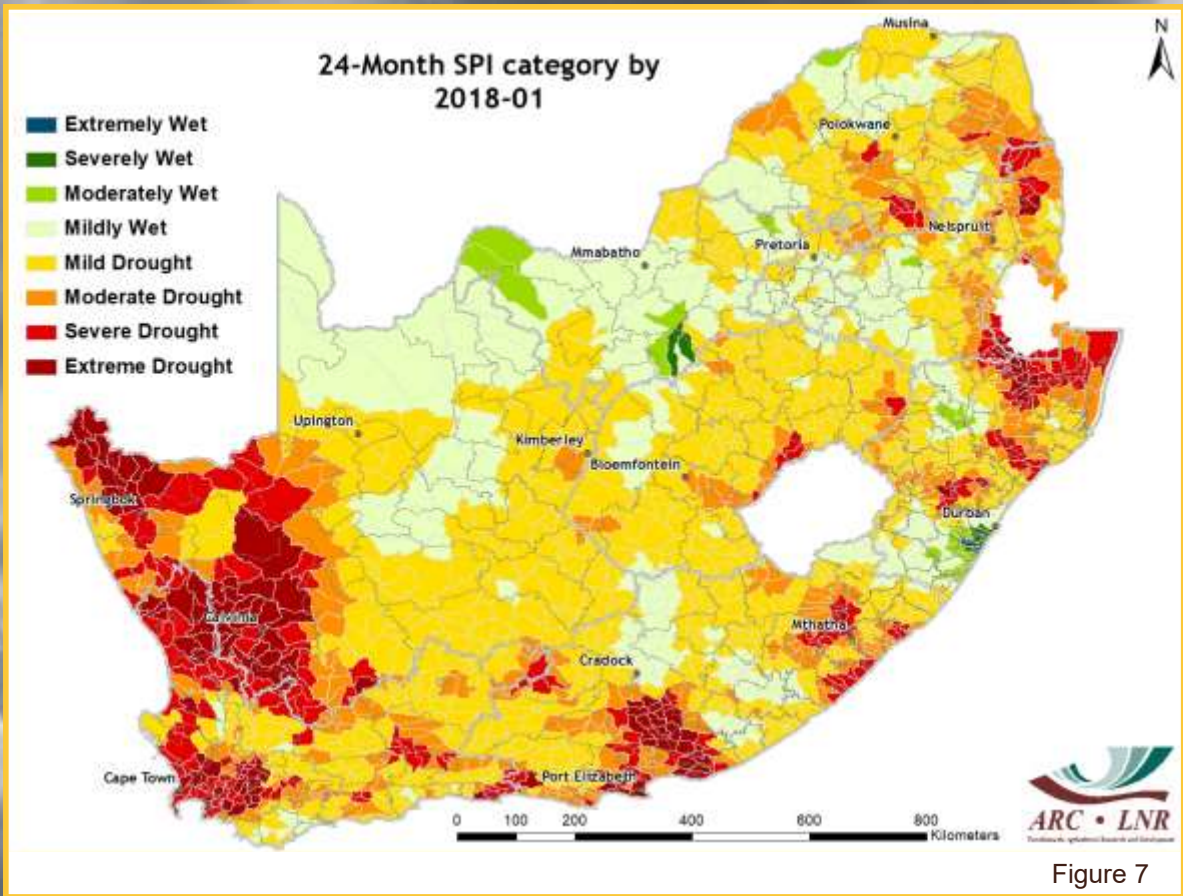 24-Month SPI category by
2018-01
N
Extremely Wet
Severely Wet
Moderately Wet
Mildly Wet
Mild Drought
Moderate Drought
Severe Drought
Extreme Drought
Musina
Polokwane
Nelspruit
Pretoria
Mmabatho
Upington
Kimberley
Bloemfontein
Springbok
Durban
Calvinia
Mthatha
Cradock
Cape Town
Port Elizabeth
0 100 200 400 600 800
Kilometers
ARC • LNR
Figure 7